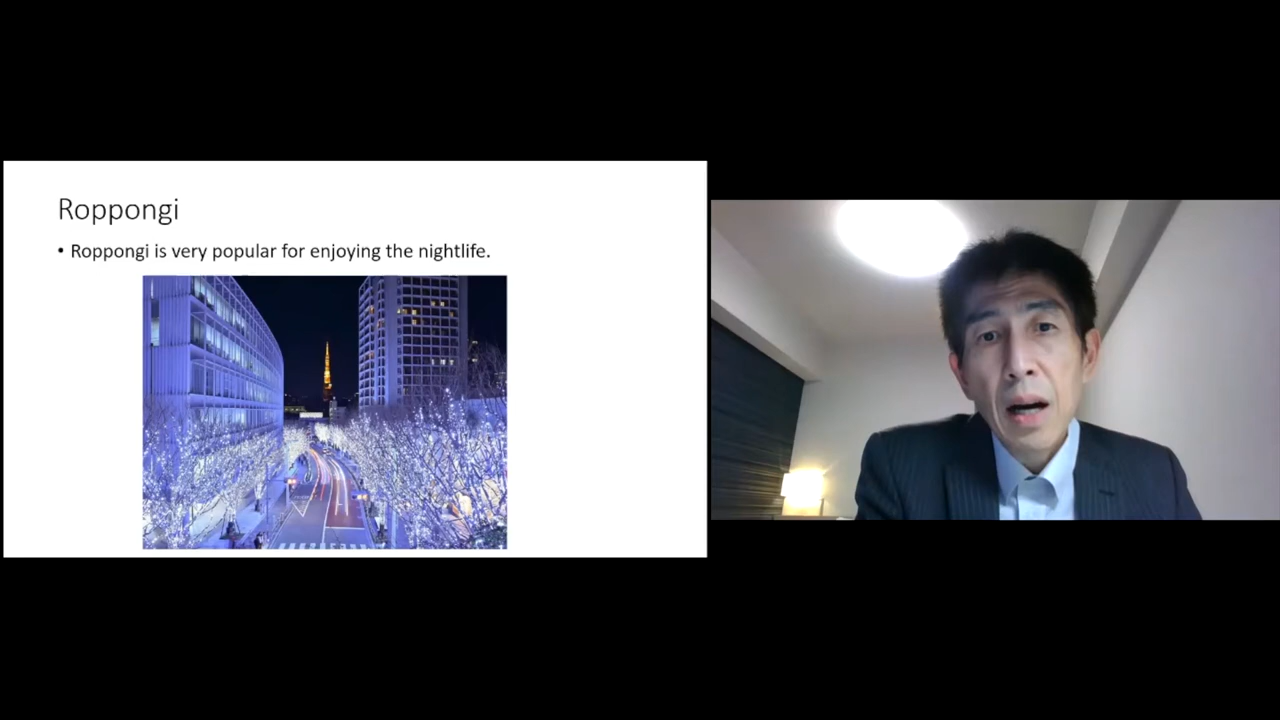 Roppongi
• Roppongi is very popular for enjoying the nightlife.